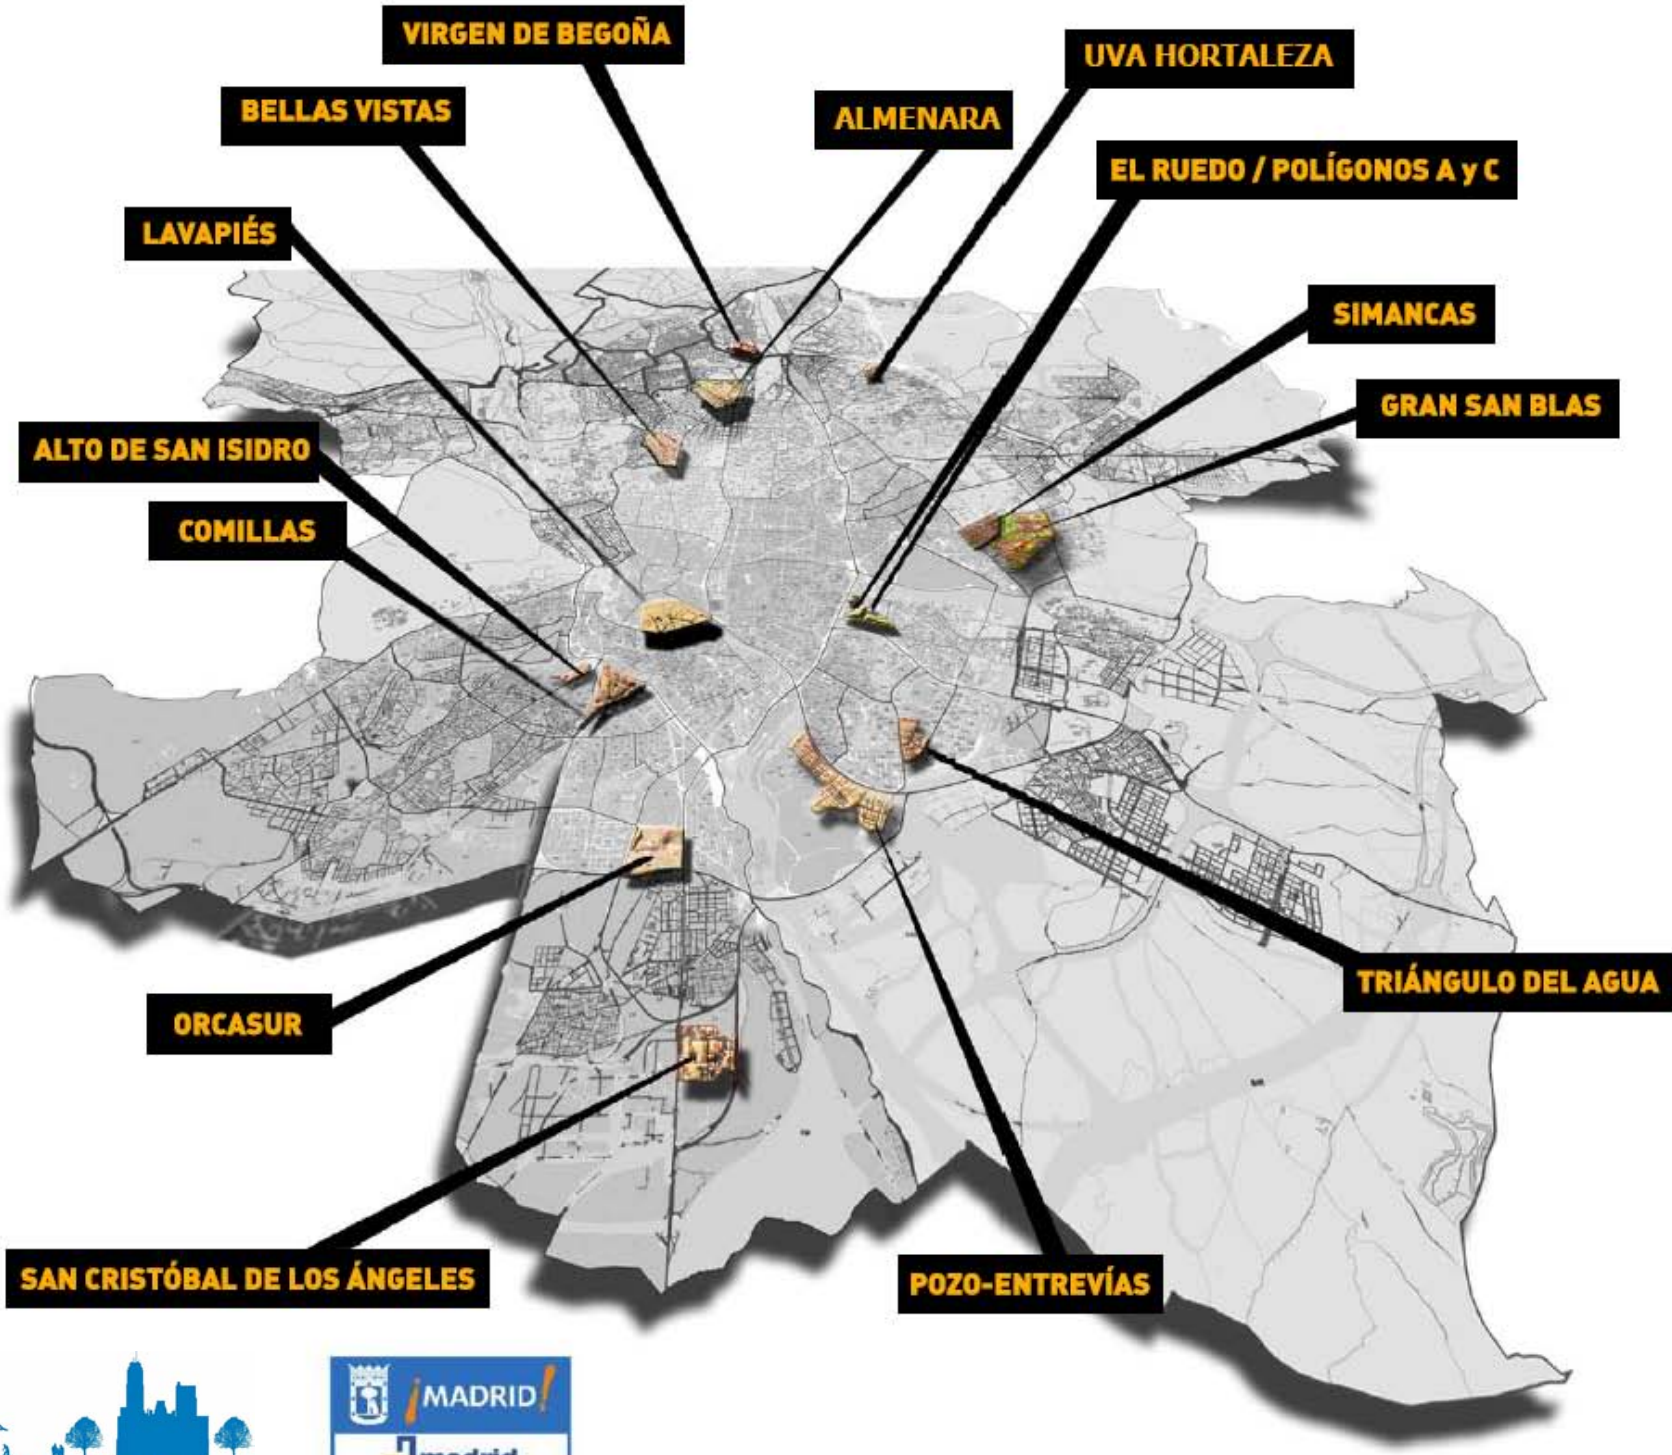 VIRGEN DE BEGOÑA
UVA HORTALEZA
BELLAS VISTAS
ALMENARA
EL RUEDO / POLÍGONOS A y C
LAVAPIÉS
SIMANCAS
GRAN SAN BLAS
ALTO DE SAN ISIDRO
COMILLAS
TRIÁNGULO DEL AGUA
ORCASUR
SAN CRISTÓBAL DE LOS ÁNGELES
POZO-ENTREVÍAS
¡MADRID!
madrid